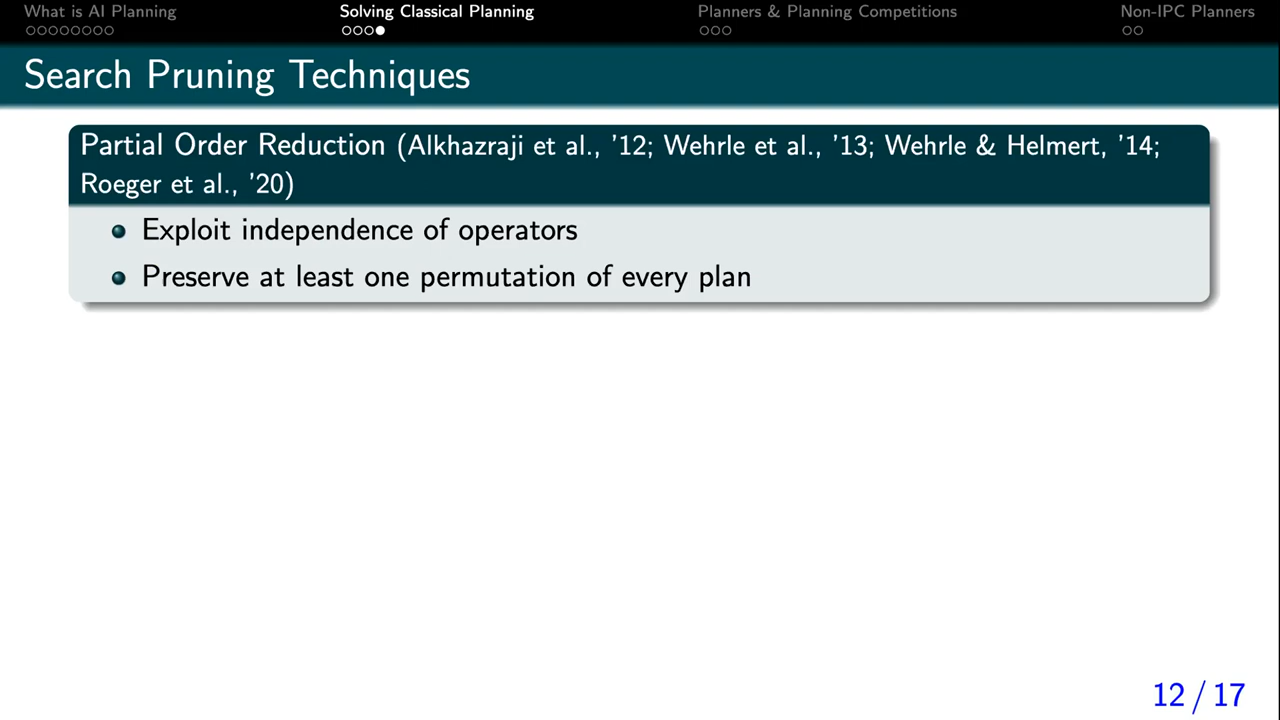 What is AI Planning Solving Classical Planning Planners & Planning Competitions Non-IPC Planners
Search Pruning Techniques
Partial Order Reduction (Alkhazraji et al., '12; Wehrle et al., '13; Wehrle & Helmert, '14;
Roeger et al., '20)
Exploit independence of operators
Preserve at least one permutation of every plan
12 / 17